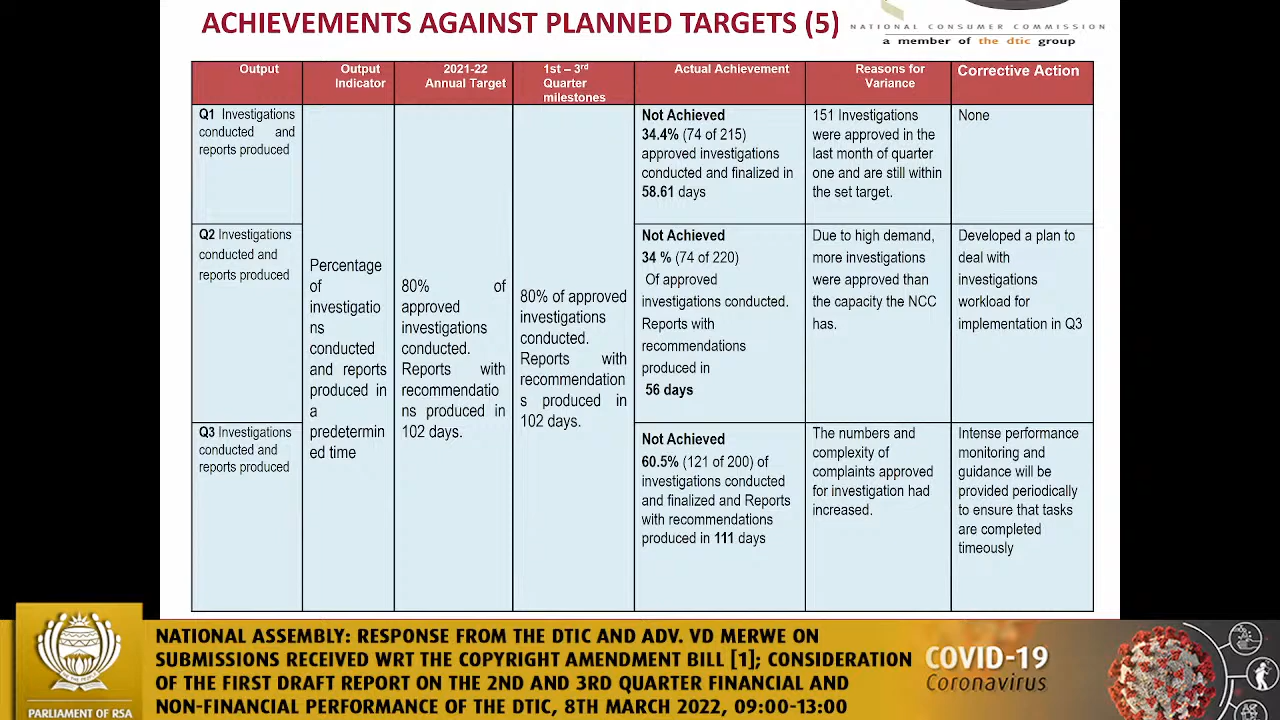 ACHIEVEMENTS AGAINST PLANNED TARGETS (5)
NATIONAL CONSUMER COMMISSION
a member of the dtic group
Output
Output
Indicator
2021-22
Annual Target
1st – 3rd
Quarter
milestones
Actual Achievement
Reasons for
Variance
Corrective Action
Q1 Investigations
conducted and
reports produced
Percentage
of
investigatio
ns
conducted
and reports
produced in
a
predetermin
ed time
80% of
approved
investigations
conducted.
Reports with
recommendatio
ns produced in
102 days.
80% of approved
investigations
conducted.
Reports with
recommendation
s produced in
102 days.
Not Achieved
34.4% (74 of 215)
approved investigations
conducted and finalized in
58.61 days
151 Investigations
were approved in the
last month of quarter
one and are still within
the set target.
None
Q2 Investigations
conducted and
reports produced
Not Achieved
34 % (74 of 220)
Of approved
investigations conducted.
Reports with
recommendations
produced in
56 days
Due to high demand,
more investigations
were approved than
the capacity the NCC
has.
Developed a plan to
deal with
investigations
workload for
implementation in Q3
Q3 Investigations
conducted and
reports produced
Not Achieved
60.5% (121 of 200) of
investigations conducted
and finalized and Reports
with recommendations
produced in 111 days
The numbers and
complexity of
complaints approved
for investigation had
increased.
Intense performance
monitoring and
guidance will be
provided periodically
to ensure that tasks
are completed
timeously
NATIONAL ASSEMBLY: RESPONSE FROM THE DTIC AND ADV. VD MERWE ON
SUBMISSIONS RECEIVED WRT THE COPYRIGHT AMENDMENT BILL [1]; CONSIDERATION
OF THE FIRST DRAFT REPORT ON THE 2ND AND 3RD QUARTER FINANCIAL AND
NON-FINANCIAL PERFORMANCE OF THE DTIC, 8TH MARCH 2022, 09:00-13:00
PARLIAMENT OF RSA
COVID-19
Coronavirus